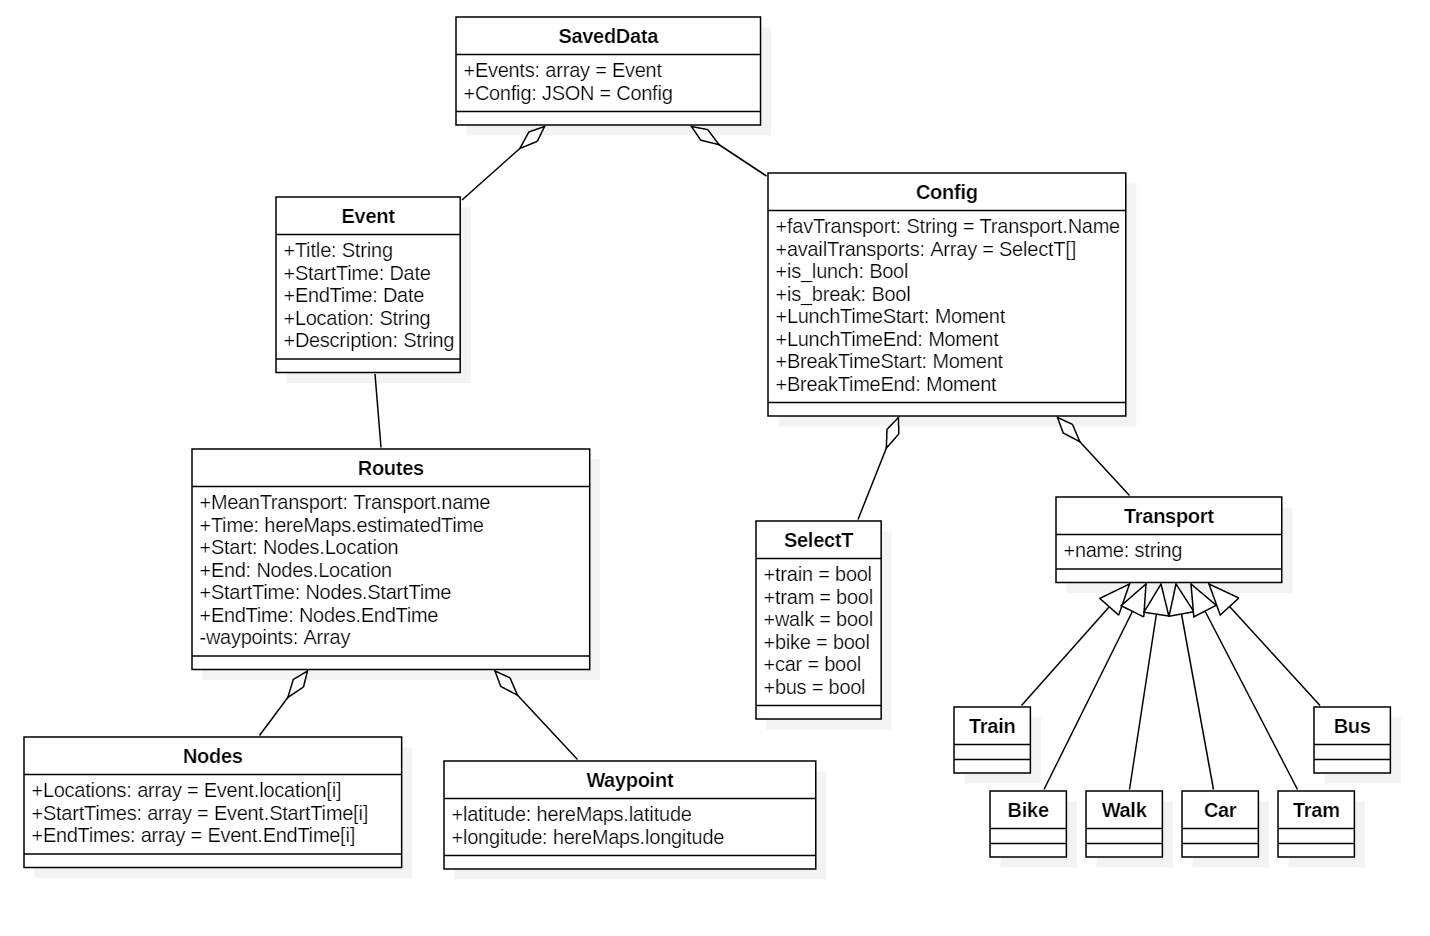 SavedData
+Events: array = Event
+Config: JSON = Config
Event
+Title: String
+StartTime: Date
+EndTime: Date
+Location: String
+Description: String
Config
+favTransport: String = Transport.Name
+availTransports: Array = SelectT[]
+is_lunch: Bool
+is_break: Bool
+LunchTimeStart: Moment
+LunchTimeEnd: Moment
+BreakTimeStart: Moment
+BreakTimeEnd: Moment
Routes
+MeanTransport: Transport.name
+Time: hereMaps.estimatedTime
+Start: Nodes.Location
+End: Nodes.Location
+StartTime: Nodes.StartTime
+EndTime: Nodes.EndTime
-waypoints: Array
SelectT
+train = bool
+tram = bool
+walk = bool
+bike = bool
+car = bool
+bus = bool
Transport
+name: string
Nodes
+Locations: array = Event.location[i]
+StartTimes: array = Event.StartTime[i]
+EndTimes: array = Event.EndTime[i]
Waypoint
+latitude: hereMaps.latitude
+longitude: hereMaps.longitude
Train
Bus
Bike
Walk
Car
Tram